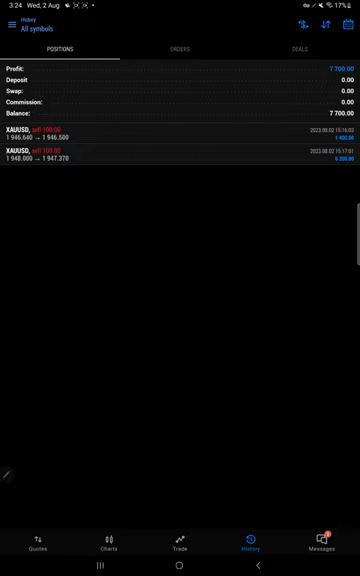 3:24 Wed, 2 Aug 17%
History
All symbols
POSITIONS ORDERS DEALS
Profit: 7 700.00
Deposit 0.00
Swap: 0.00
Commission: 0.00
Balance: 7 700.00
XAUUSD, sell 100.00 2023.08.02 15:16:03
1 946.640 → 1 946.500 1 400.00
XAUUSD, sell 100.00 2023.08.02 15:17:01
1 948.000 → 1 947.370 6 300.00
Quotes Charts Trade History Messages